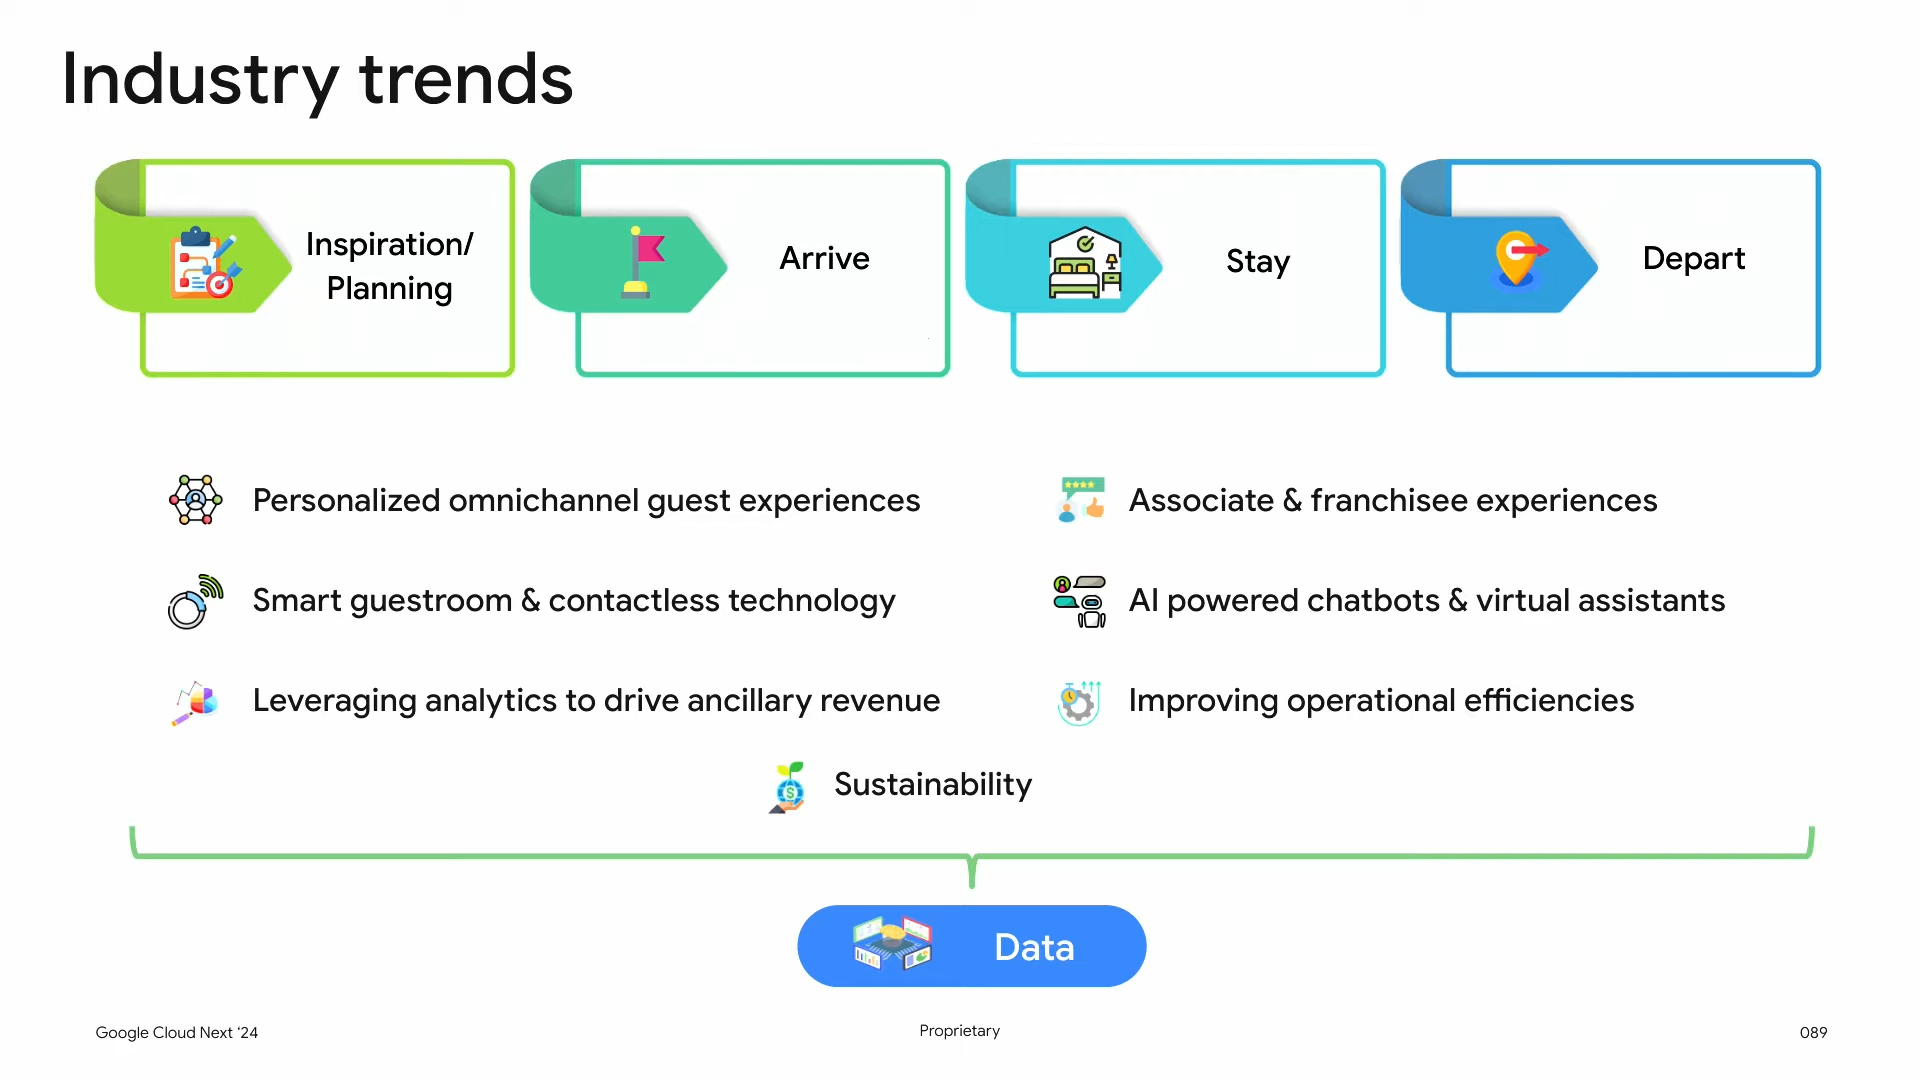 Industry trends
Inspiration/
Planning
Arrive
Stay
Depart
Personalized omnichannel guest experiences
Associate & franchisee experiences
Smart guestroom & contactless technology
AI powered chatbots & virtual assistants
Leveraging analytics to drive ancillary revenue
Improving operational efficiencies
Sustainability
Data
Google Cloud Next ‘24
Proprietary
089